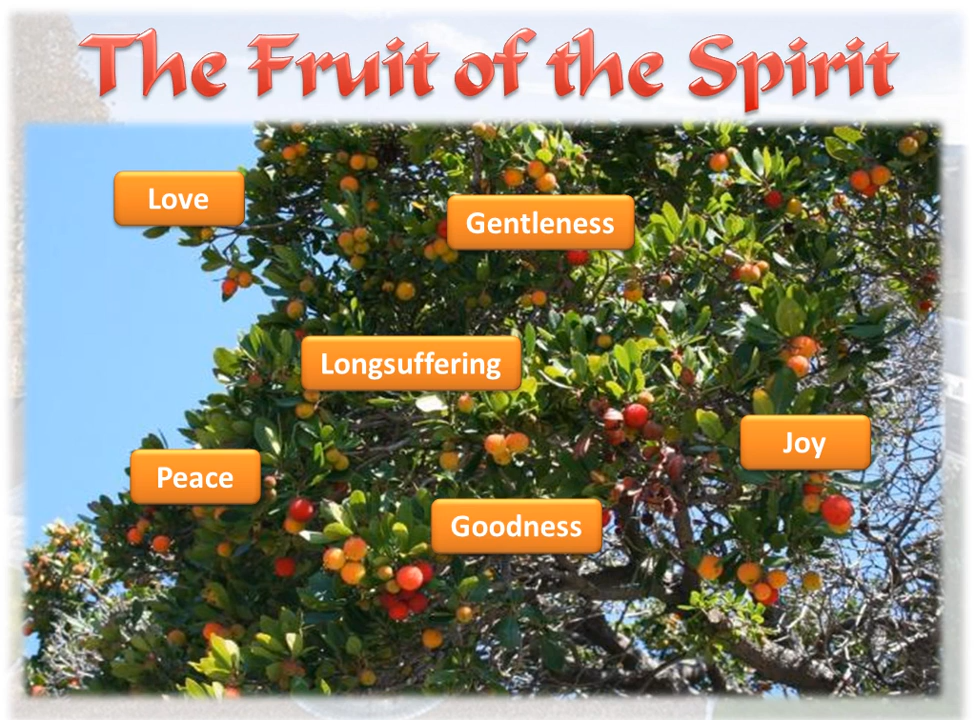 The Fruit of the Spirit
Love
Gentleness
Longsuffering
Joy
Peace
Goodness